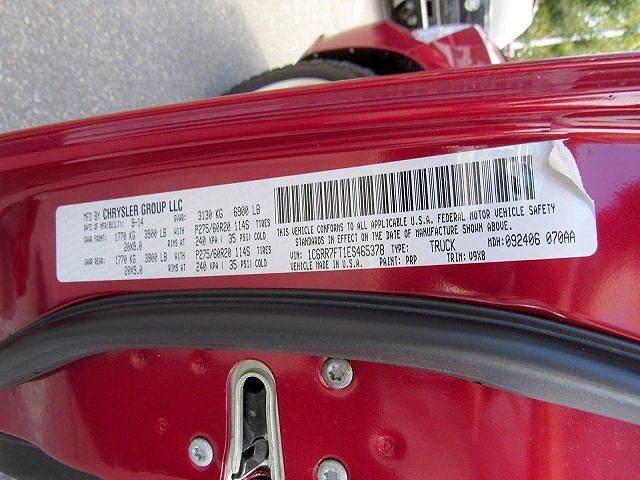 MFD BY CHRYSLER GROUP LLC
DATE OF MFR(BUILT): 9-14 GVWR: 3130 KG 6900 LB
GAWR FRONT: 1770 KG 3900 LB WITH P275/60R20 114S TIRES
20X9.0 RIMS AT 240 KPA ( 35 PSI) COLD
GAWR REAR: 1770 KG 3900 LB WITH P275/60R20 114S TIRES
20X9.0 RIMS AT 240 KPA ( 35 PSI) COLD
THIS VEHICLE CONFORMS TO ALL APPLICABLE U.S.A. FEDERAL MOTOR VEHICLE SAFETY
STANDARDS IN EFFECT ON THE DATE OF MANUFACTURE SHOWN ABOVE.
VIN: 1C6RR7FT1ES465378 TYPE: TRUCK MDH: 092406 070AA
VEHICLE MADE IN U.S.A. PAINT: PRP TRIM: V9X8